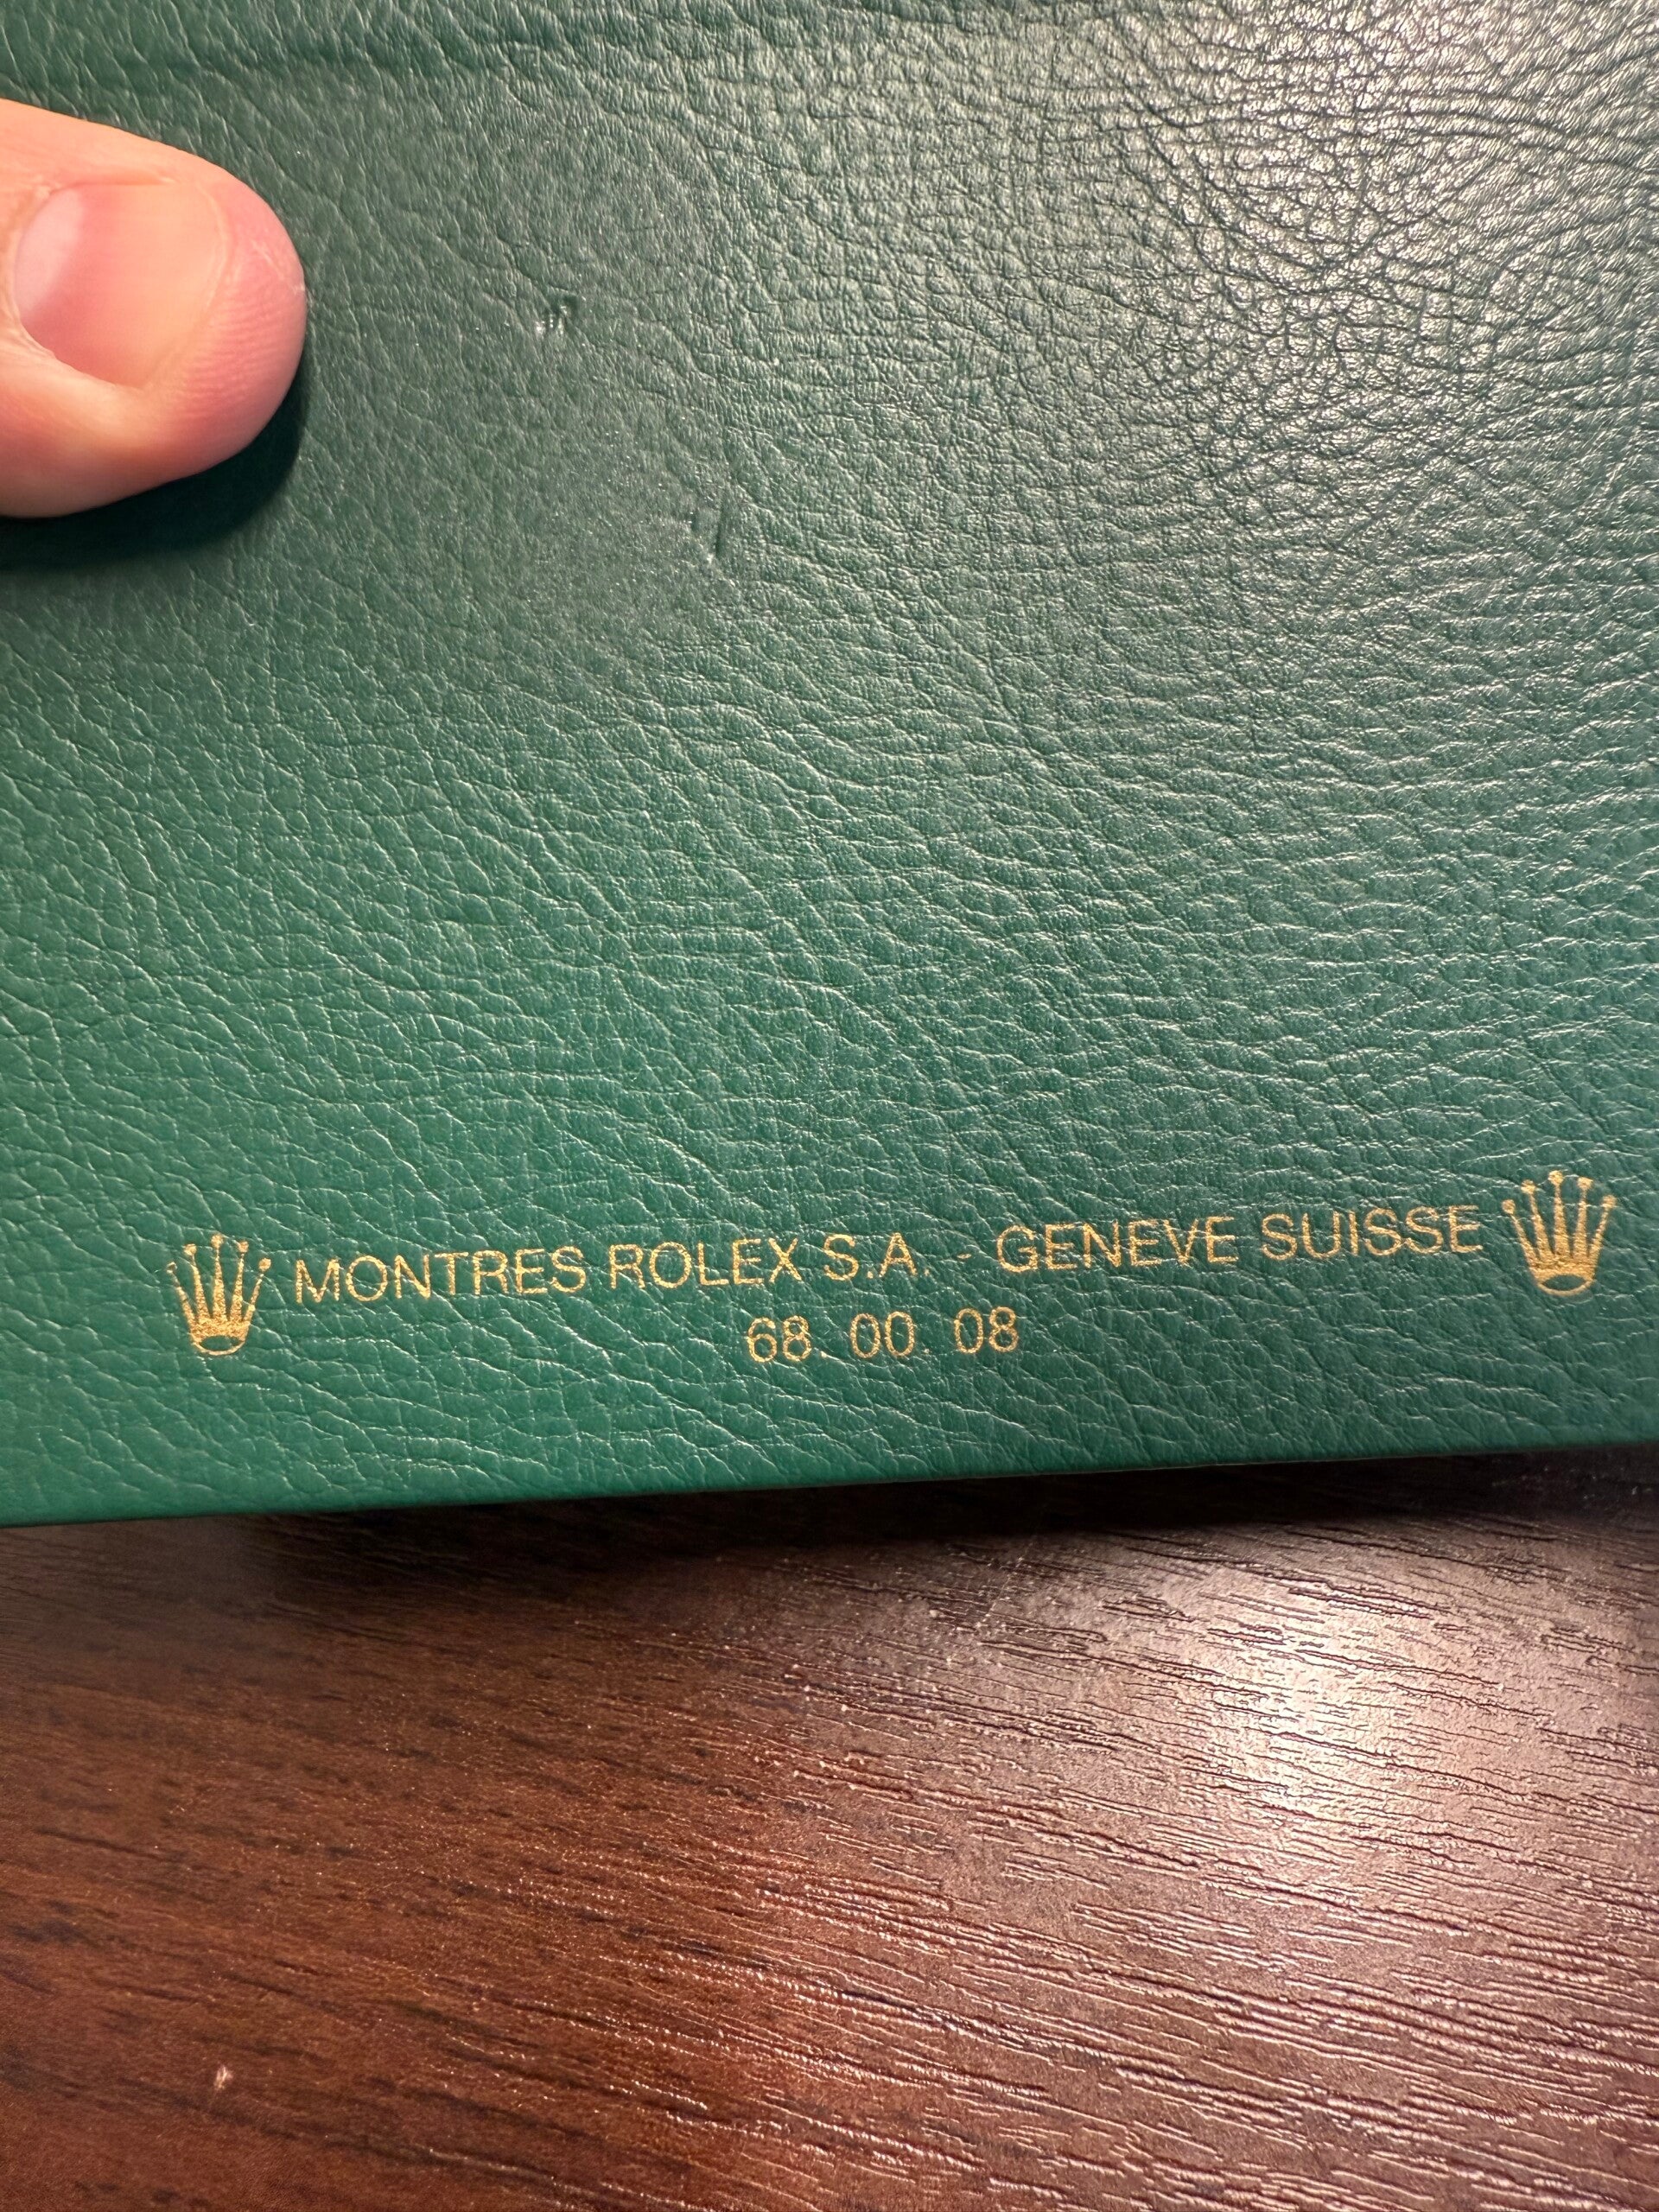 MONTRES ROLEX S.A. - GENEVE SUISSE
68. 00. 08